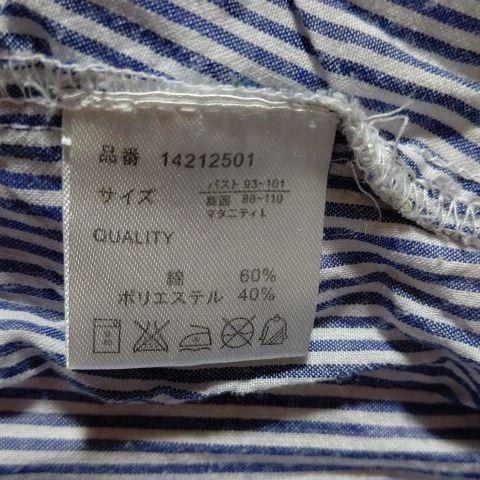 品番 14212501
サイズ
バスト 93~101
腹囲 88~110
マタニティL
QUALITY
綿 60%
ポリエステル 40%